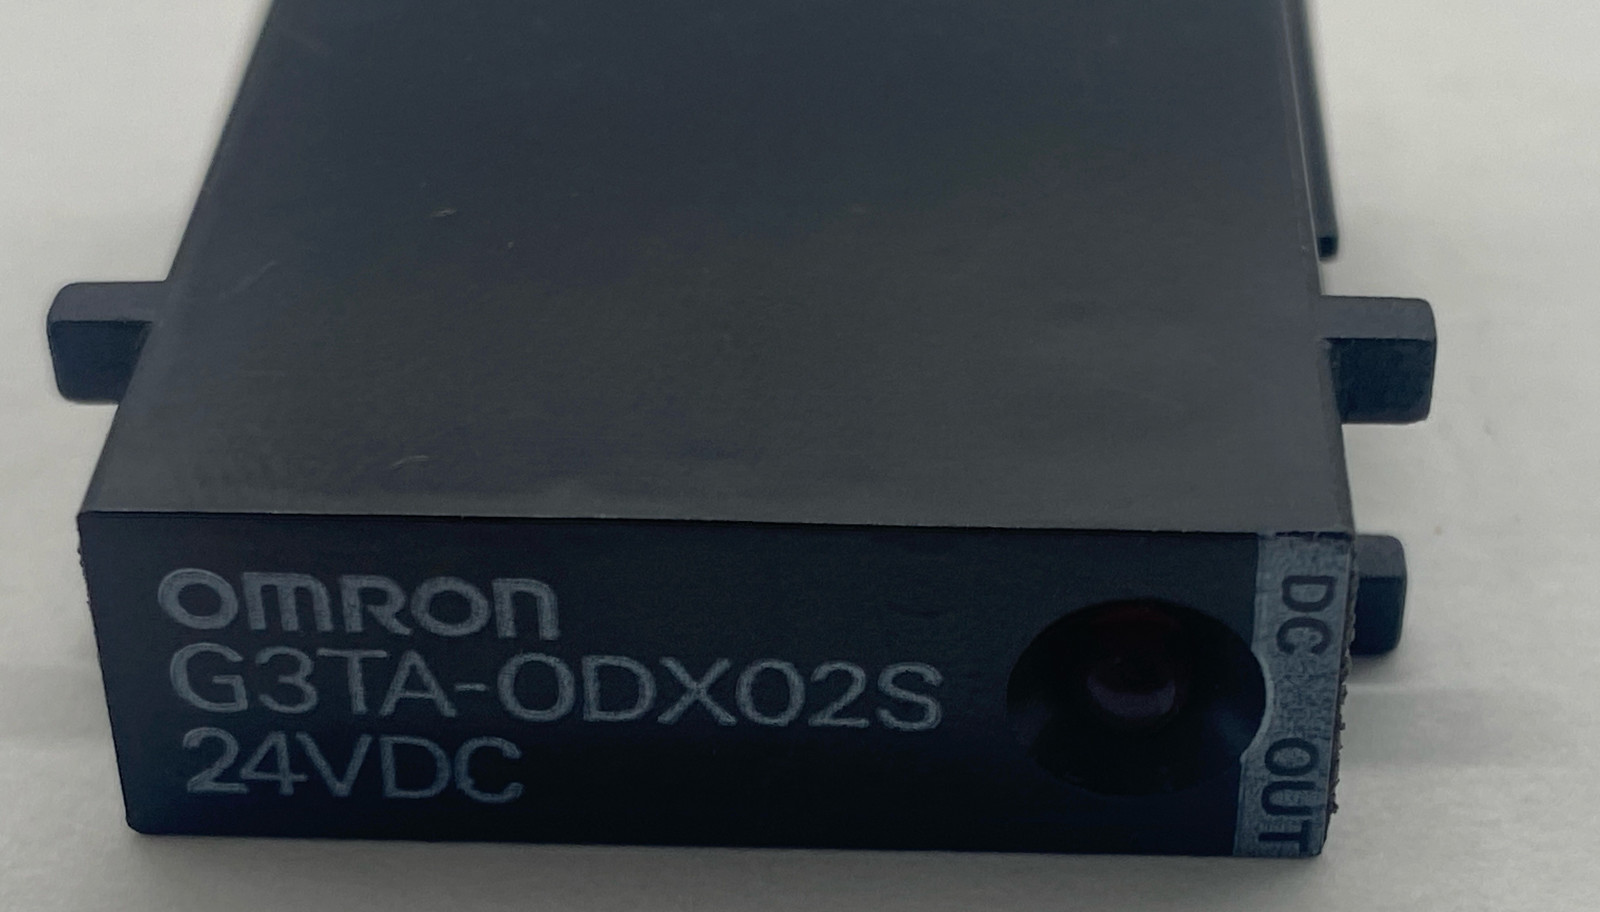 omron
G3TA-ODX02S
24VDC
DC OUT